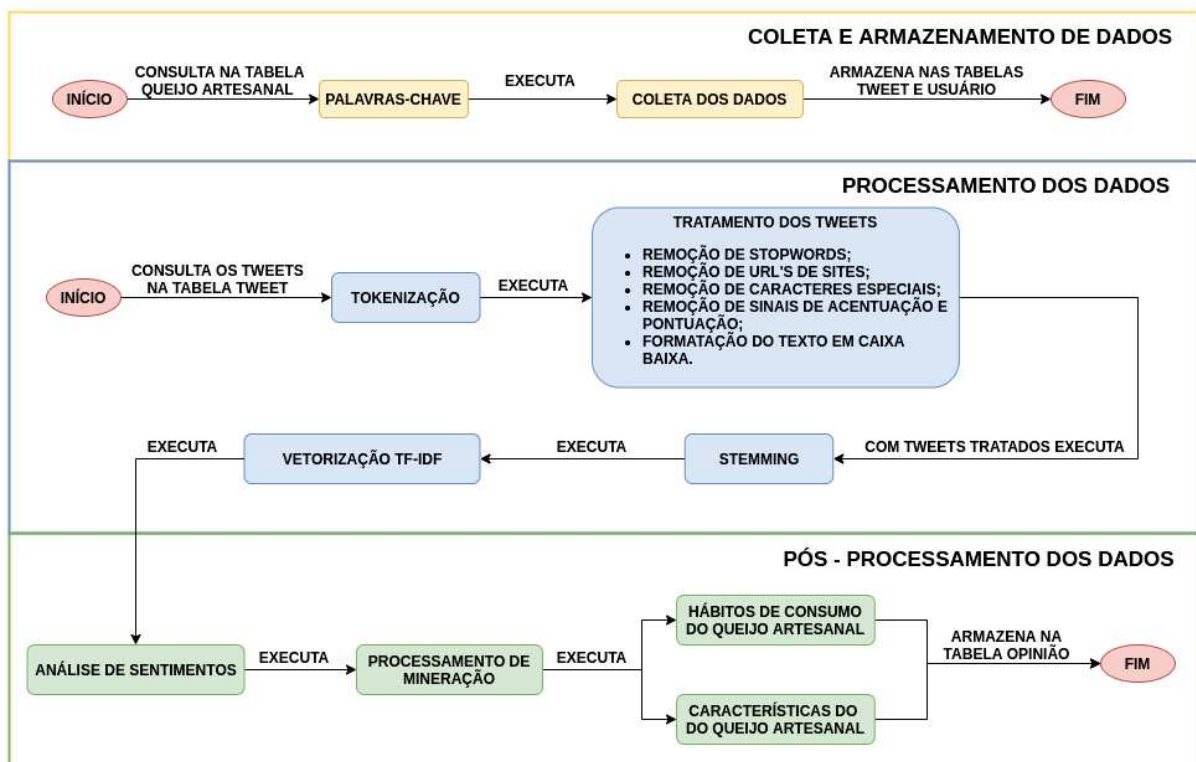 COLETA E ARMAZENAMENTO DE DADOS
INÍCIO
CONSULTA NA TABELA
QUEIJO ARTESANAL
PALAVRAS-CHAVE
EXECUTA
COLETA DOS DADOS
ARMAZENA NAS TABELAS
TWEET E USUÁRIO
FIM
PROCESSAMENTO DOS DADOS
INÍCIO
CONSULTA OS TWEETS
NA TABELA TWEET
TOKENIZAÇÃO
EXECUTA
TRATAMENTO DOS TWEETS
• REMOÇÃO DE STOPWORDS;
• REMOÇÃO DE URL'S DE SITES;
• REMOÇÃO DE CARACTERES ESPECIAIS;
• REMOÇÃO DE SINAIS DE ACENTUAÇÃO E
PONTUAÇÃO;
• FORMATAÇÃO DO TEXTO EM CAIXA
BAIXA.
COM TWEETS TRATADOS EXECUTA
STEMMING
EXECUTA
VETORIZAÇÃO TF-IDF
EXECUTA
PÓS - PROCESSAMENTO DOS DADOS
ANÁLISE DE SENTIMENTOS
EXECUTA
PROCESSAMENTO DE
MINERAÇÃO
EXECUTA
HÁBITOS DE CONSUMO
DO QUEIJO ARTESANAL
CARACTERÍSTICAS DO
DO QUEIJO ARTESANAL
ARMAZENA NA
TABELA OPINIÃO
FIM